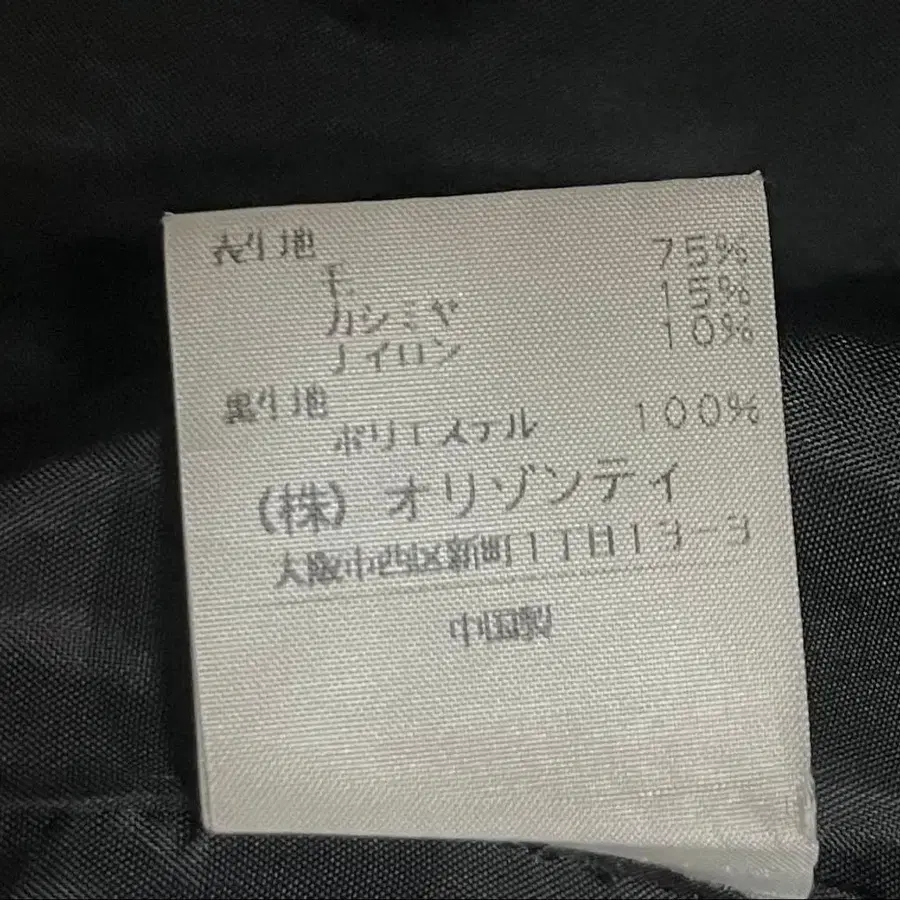 表生地
毛 75%
カシミヤ 15%
ナイロン 10%
裏生地
ポリエステル 100%
(株) オリゾンティ
大阪市西区新町1丁目13-3
中国製